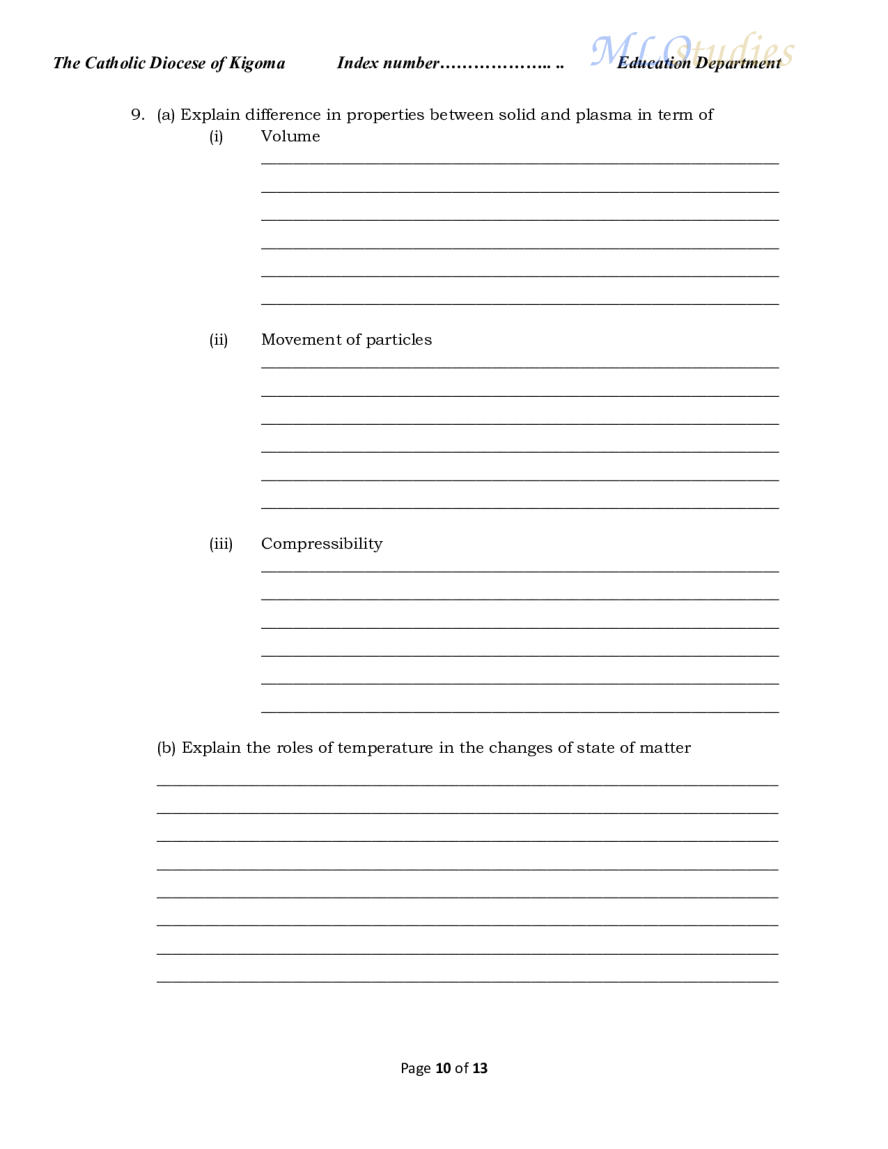 The Catholic Diocese of Kigoma Index number……………….. .. Education Department
MLOstudies
9. (a) Explain difference in properties between solid and plasma in term of
(i) Volume
(ii) Movement of particles
(iii) Compressibility
(b) Explain the roles of temperature in the changes of state of matter
Page 10 of 13